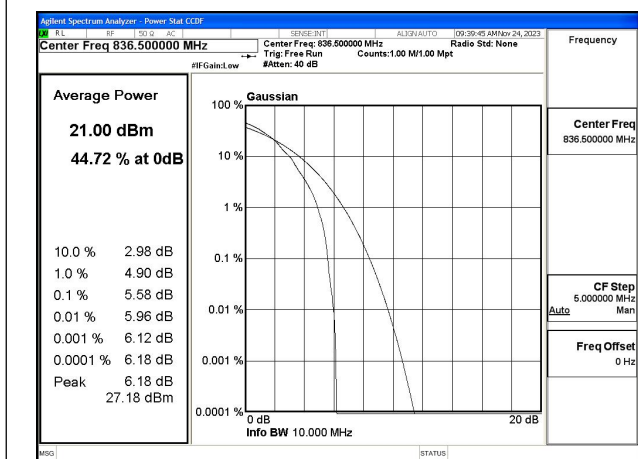 Agilent Spectrum Analyzer - Power Stat CCDF
RL RF 50 Ω AC SENSE:INT ALIGNAUTO 09:39:45 AMNov 24, 2023
Center Freq 836.500000 MHz
Center Freq: 836.500000 MHz Radio Std: None
Trig: Free Run Counts:1.00 M/1.00 Mpt
#IFGain:Low #Atten: 40 dB
Frequency
Average Power
21.00 dBm
44.72 % at 0dB
10.0 % 2.98 dB
1.0 % 4.90 dB
0.1 % 5.58 dB
0.01 % 5.96 dB
0.001 % 6.12 dB
0.0001 % 6.18 dB
Peak 6.18 dB
27.18 dBm
Gaussian
100 %
10 %
1 %
0.1 %
0.01 %
0.001 %
0.0001 %
0 dB 20 dB
Info BW 10.000 MHz
Center Freq
836.500000 MHz
CF Step
5.000000 MHz
Auto Man
Freq Offset
0 Hz
MSG STATUS